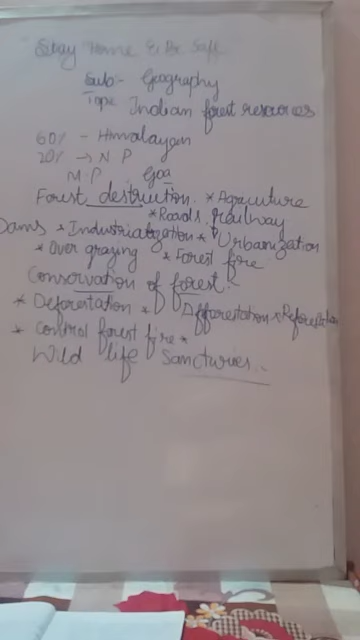 Stay Home & Be Safe
Sub:- Geography
Topic Indian forest resources
60% - Himalayan
20% → N P
M.P Goa
Forest destruction * Agriculture
* Roads, railway
Dams * Industrialization * Urbanization
* Over grazing * Forest fire
Conservation of forest:-
* Deforestation * Afforestation & Reforestation
* Control forest fire *
Wild life Sancturies.